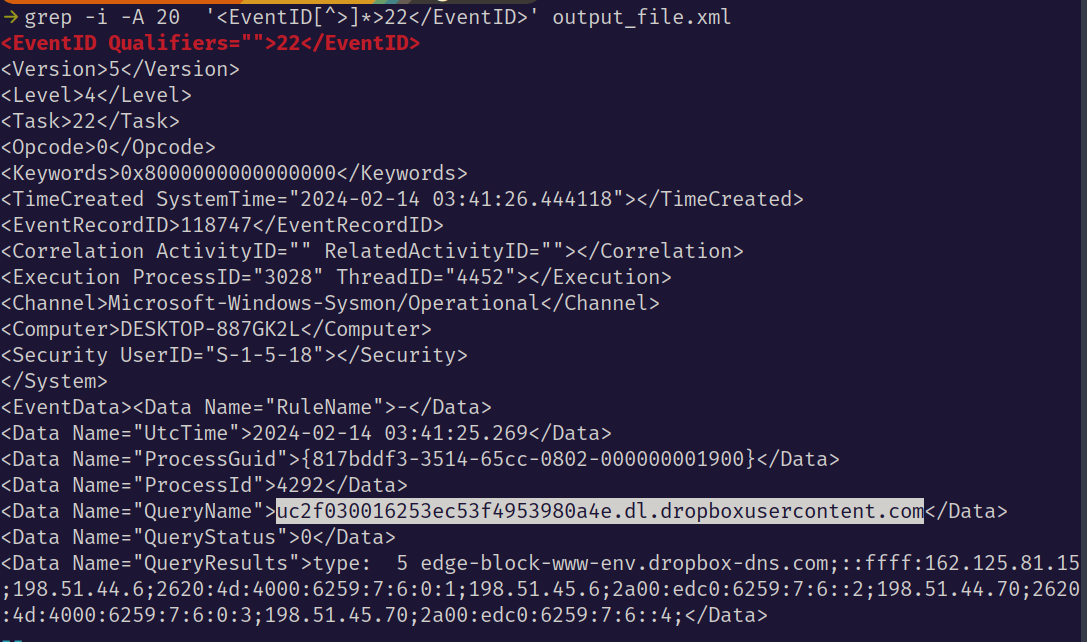 → grep -i -A 20  '<EventID[^>]*>22</EventID>' output_file.xml
<EventID Qualifiers="">22</EventID>
<Version>5</Version>
<Level>4</Level>
<Task>22</Task>
<Opcode>0</Opcode>
<Keywords>0x8000000000000000</Keywords>
<TimeCreated SystemTime="2024-02-14 03:41:26.444118"></TimeCreated>
<EventRecordID>118747</EventRecordID>
<Correlation ActivityID="" RelatedActivityID=""></Correlation>
<Execution ProcessID="3028" ThreadID="4452"></Execution>
<Channel>Microsoft-Windows-Sysmon/Operational</Channel>
<Computer>DESKTOP-887GK2L</Computer>
<Security UserID="S-1-5-18"></Security>
</System>
<EventData><Data Name="RuleName">-</Data>
<Data Name="UtcTime">2024-02-14 03:41:25.269</Data>
<Data Name="ProcessGuid">{817bddf3-3514-65cc-0802-000000001900}</Data>
<Data Name="ProcessId">4292</Data>
<Data Name="QueryName">uc2f030016253ec53f4953980a4e.dl.dropboxusercontent.com</Data>
<Data Name="QueryStatus">0</Data>
<Data Name="QueryResults">type:  5 edge-block-www-env.dropbox-dns.com;::ffff:162.125.81.15
;198.51.44.6;2620:4d:4000:6259:7:6:0:1;198.51.45.6;2a00:edc0:6259:7:6::2;198.51.44.70;2620
:4d:4000:6259:7:6:0:3;198.51.45.70;2a00:edc0:6259:7:6::4;</Data>
--